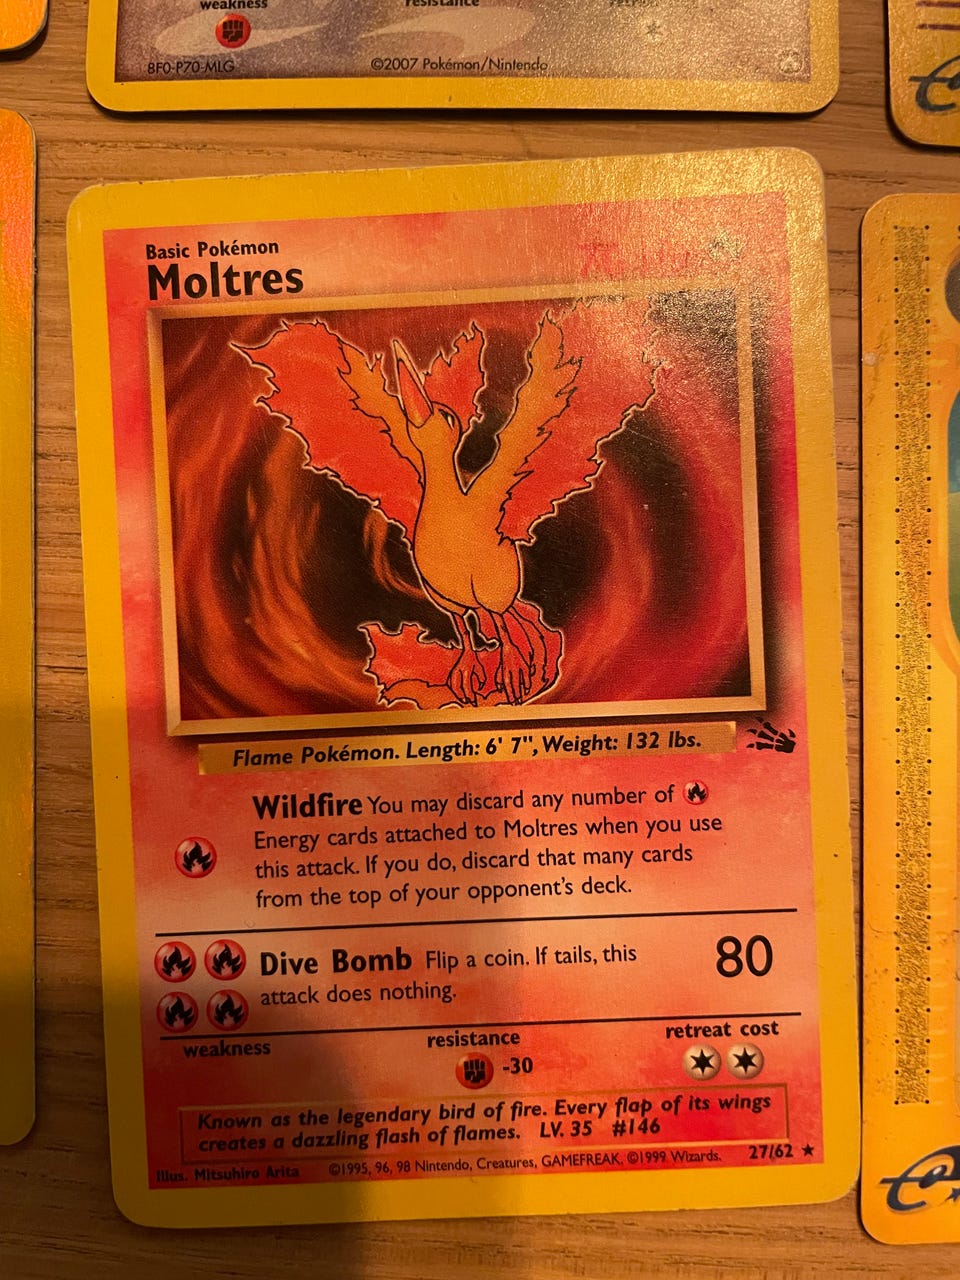 weakness
resistance
8F0-P70-MLG
©2007 Pokémon/Nintendo
Basic Pokémon
Moltres
Flame Pokémon. Length: 6' 7", Weight: 132 lbs.
Wildfire You may discard any number of
Energy cards attached to Moltres when you use
this attack. If you do, discard that many cards
from the top of your opponent's deck.
Dive Bomb Flip a coin. If tails, this 80
attack does nothing.
weakness
resistance
retreat cost
-30
Known as the legendary bird of fire. Every flap of its wings
creates a dazzling flash of flames. LV. 35 #146
Illus. Mitsuhiro Arita ©1995, 96, 98 Nintendo, Creatures, GAMEFREAK. ©1999 Wizards. 27/62 ★